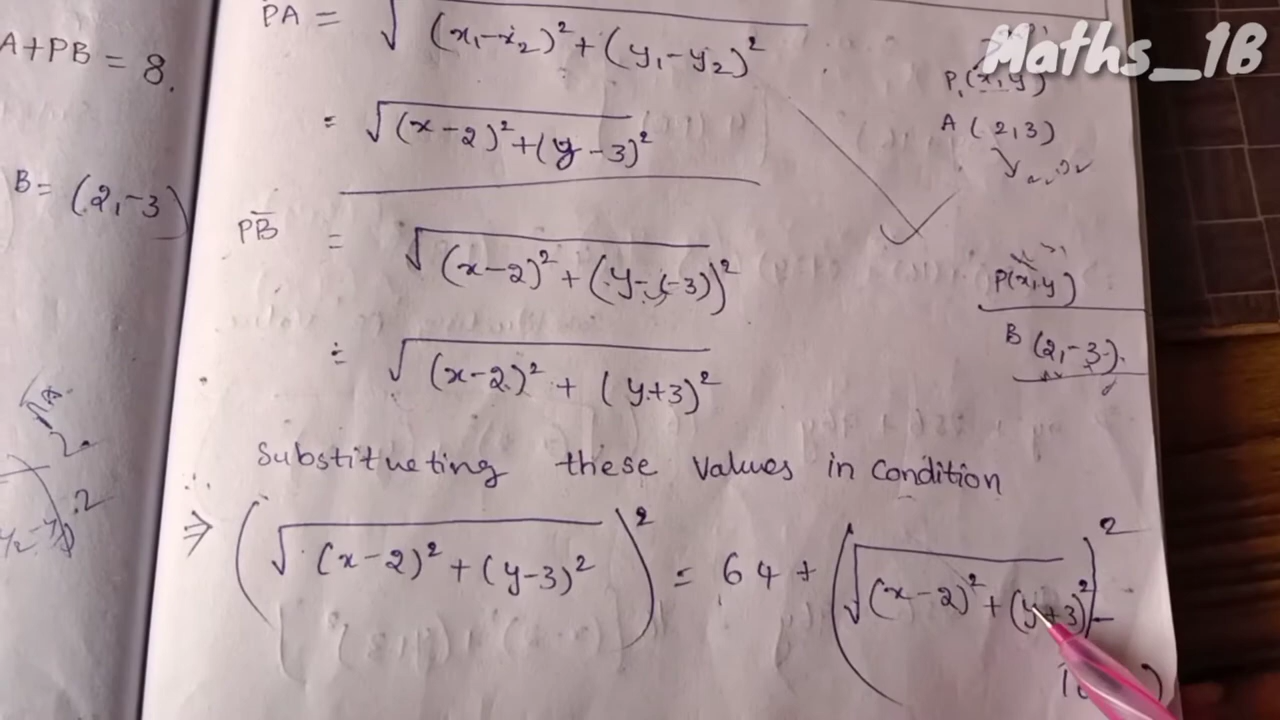 A+PB = 8.
B = (2, -3)
PA = √(x₁-x₂)² + (y₁-y₂)²
= √(x-2)² + (y-3)²
PB = √(x-2)² + (y-(-3))²
= √(x-2)² + (y+3)²
Substitueting these values in condition
⇒ (√(x-2)² + (y-3)²)² = 64 + (√(x-2)² + (y+3)²)² -
Maths_1B
P(x, y)
A (2, 3)
P(x, y)
B (2, -3)